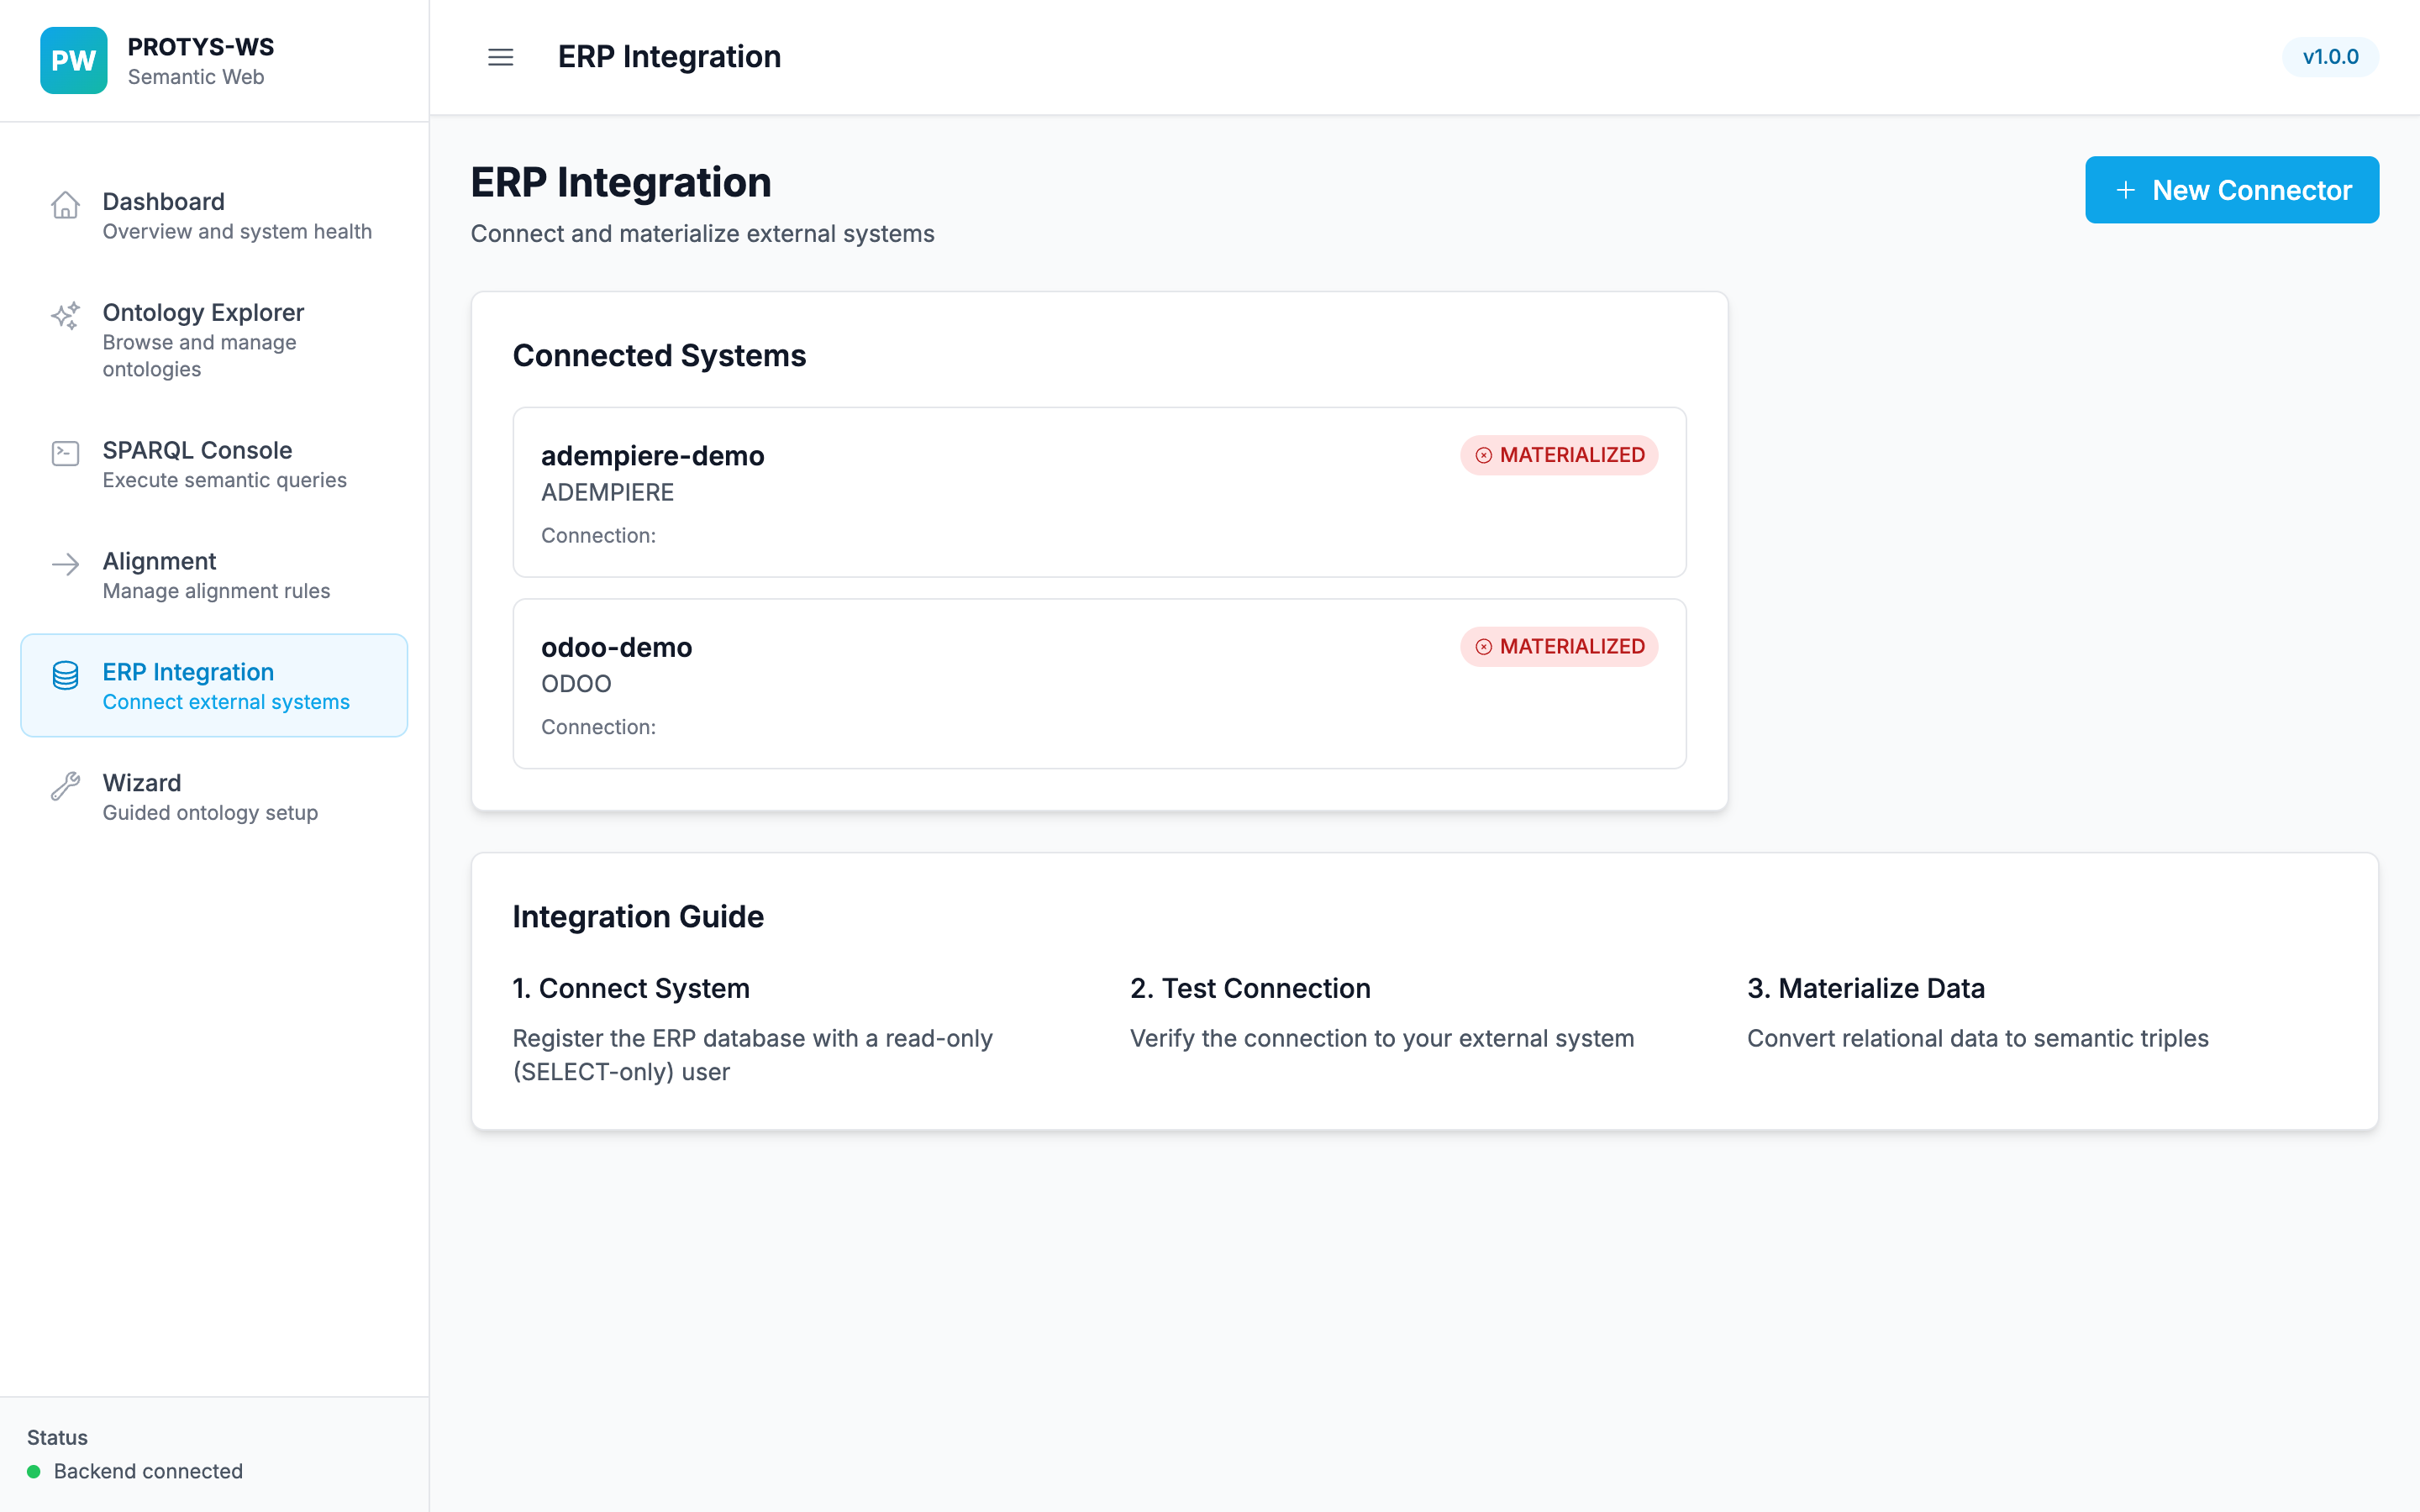 PW
PROTYS-WS
Semantic Web
Dashboard
Overview and system health
Ontology Explorer
Browse and manage
ontologies
SPARQL Console
Execute semantic queries
Alignment
Manage alignment rules
ERP Integration
Connect external systems
Wizard
Guided ontology setup
Status
Backend connected
ERP Integration
v1.0.0
ERP Integration
Connect and materialize external systems
New Connector
Connected Systems
adempiere-demo
MATERIALIZED
ADEMPIERE
Connection:
odoo-demo
MATERIALIZED
ODOO
Connection:
Integration Guide
1. Connect System
Register the ERP database with a read-only
(SELECT-only) user
2. Test Connection
Verify the connection to your external system
3. Materialize Data
Convert relational data to semantic triples